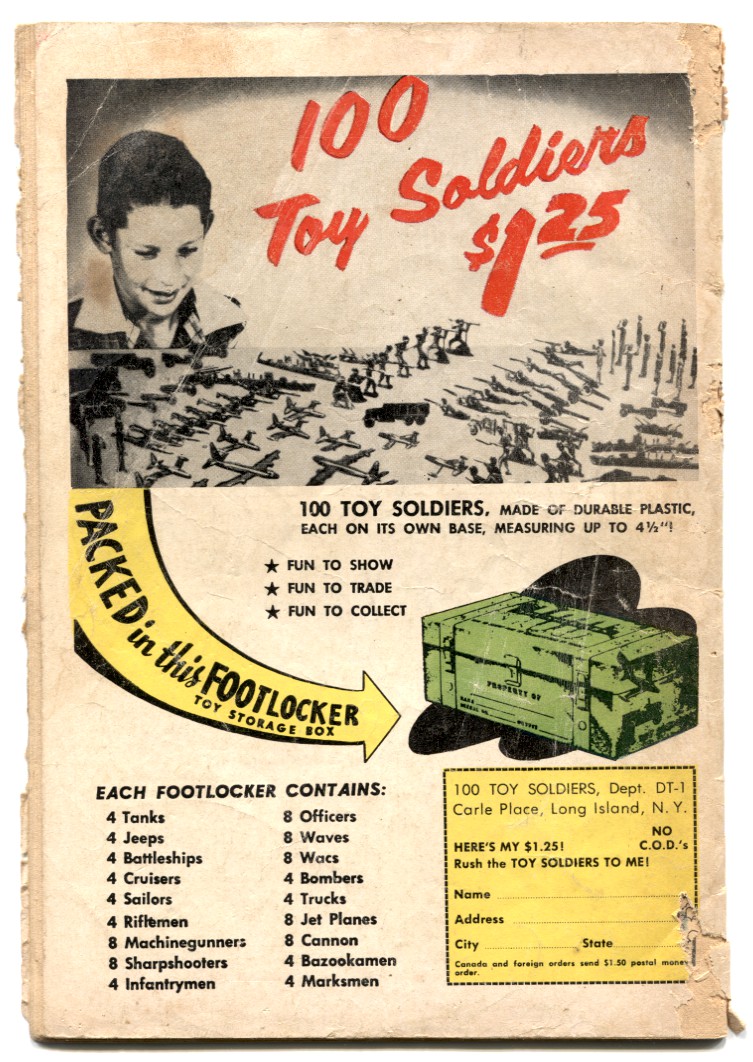 100
Toy Soldiers
$1.25
100 TOY SOLDIERS, MADE OF DURABLE PLASTIC,
EACH ON ITS OWN BASE, MEASURING UP TO 4½"!
★ FUN TO SHOW
★ FUN TO TRADE
★ FUN TO COLLECT
PACKED in this FOOTLOCKER
TOY STORAGE BOX
PROPERTY OF
NAME
SERIAL NO.
EACH FOOTLOCKER CONTAINS:
4 Tanks
4 Jeeps
4 Battleships
4 Cruisers
4 Sailors
4 Riflemen
8 Machinegunners
8 Sharpshooters
4 Infantrymen
8 Officers
8 Waves
8 Wacs
4 Bombers
4 Trucks
8 Jet Planes
8 Cannon
4 Bazookamen
4 Marksmen
100 TOY SOLDIERS, Dept. DT-1
Carle Place, Long Island, N. Y.
NO
HERE'S MY $1.25! C.O.D.'s
Rush the TOY SOLDIERS TO ME!
Name
Address
City State
Canada and foreign orders send $1.50 postal money
order.